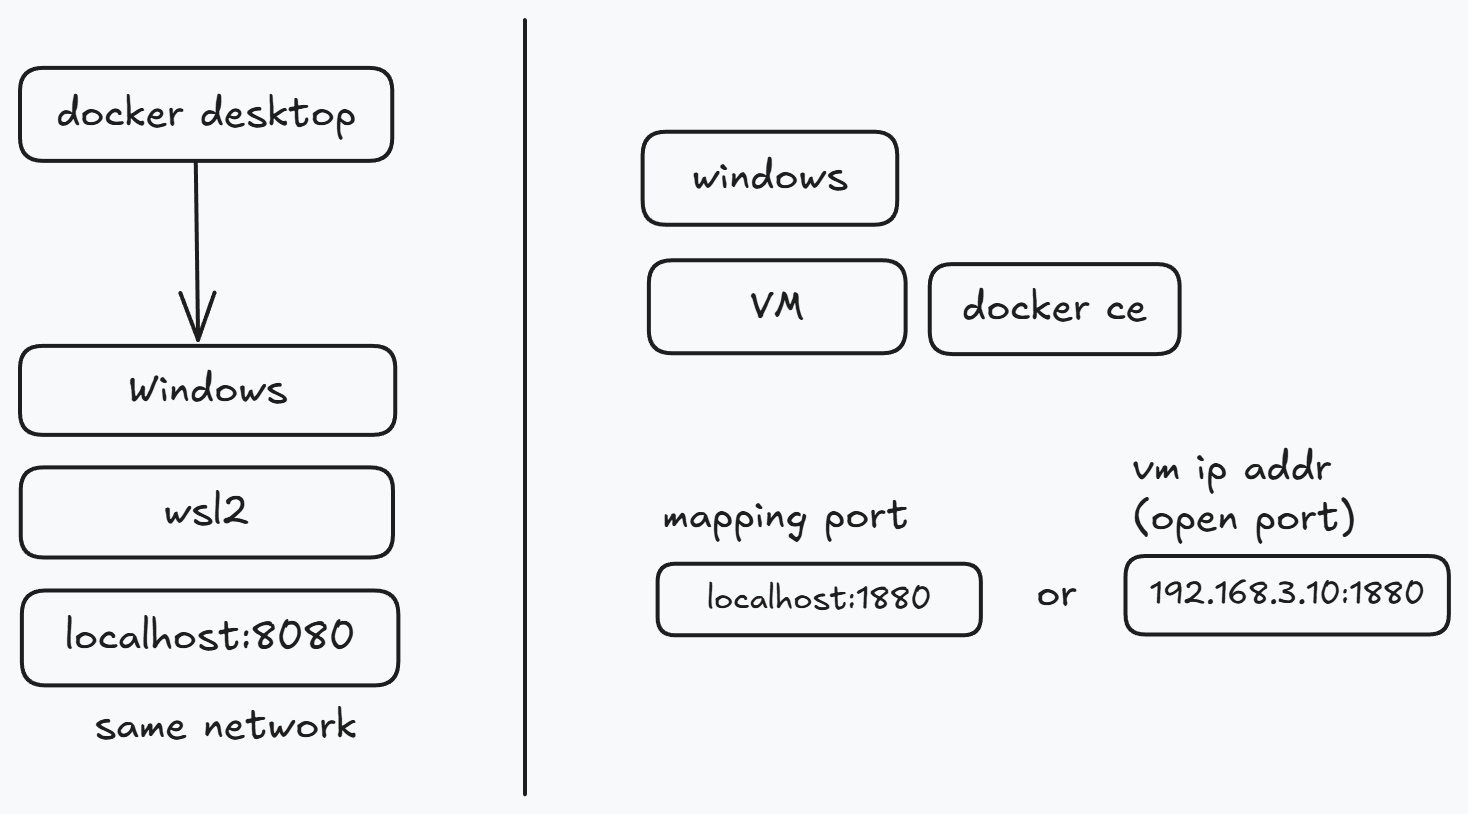 docker desktop
Windows
wsl2
localhost:8080
same network
windows
VM
docker ce
mapping port
localhost:1880
or
vm ip addr
(open port)
192.168.3.10:1880